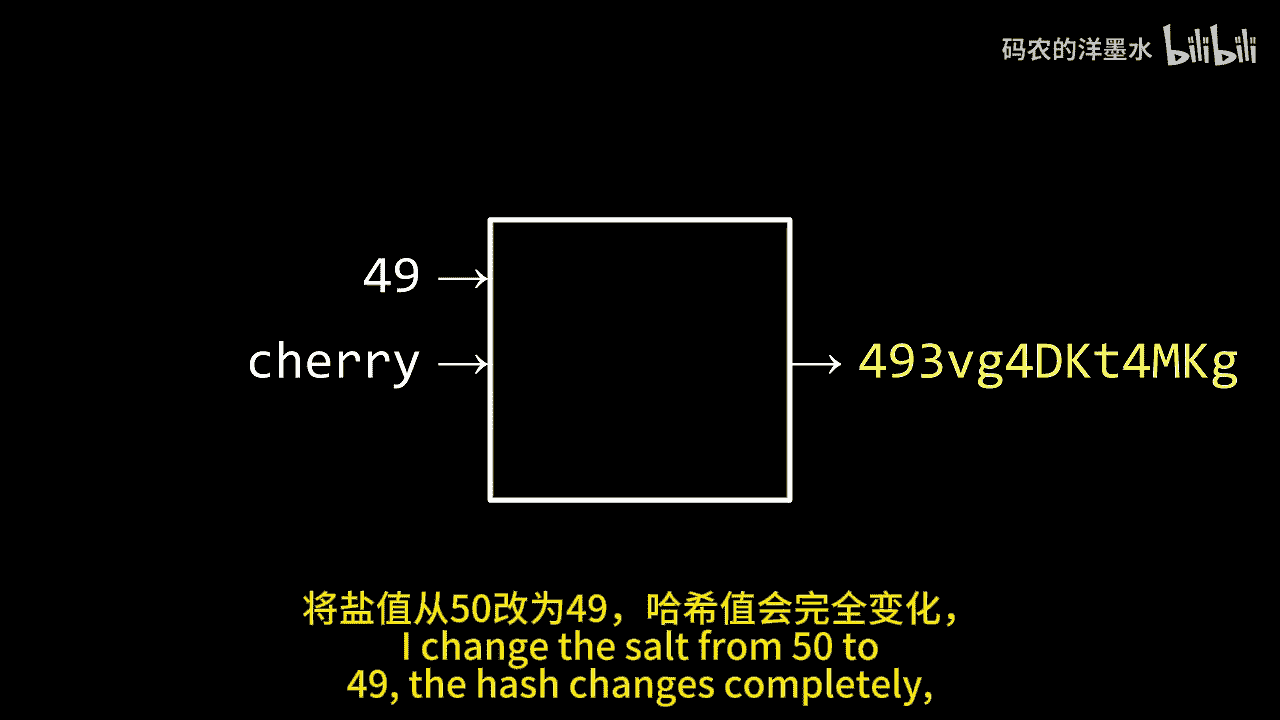 码农的洋墨水 bilibili
49 →
cherry →
→ 493vg4DKt4MKg
将盐值从50改为49，哈希值会完全变化，
I change the salt from 50 to
49, the hash changes completely,